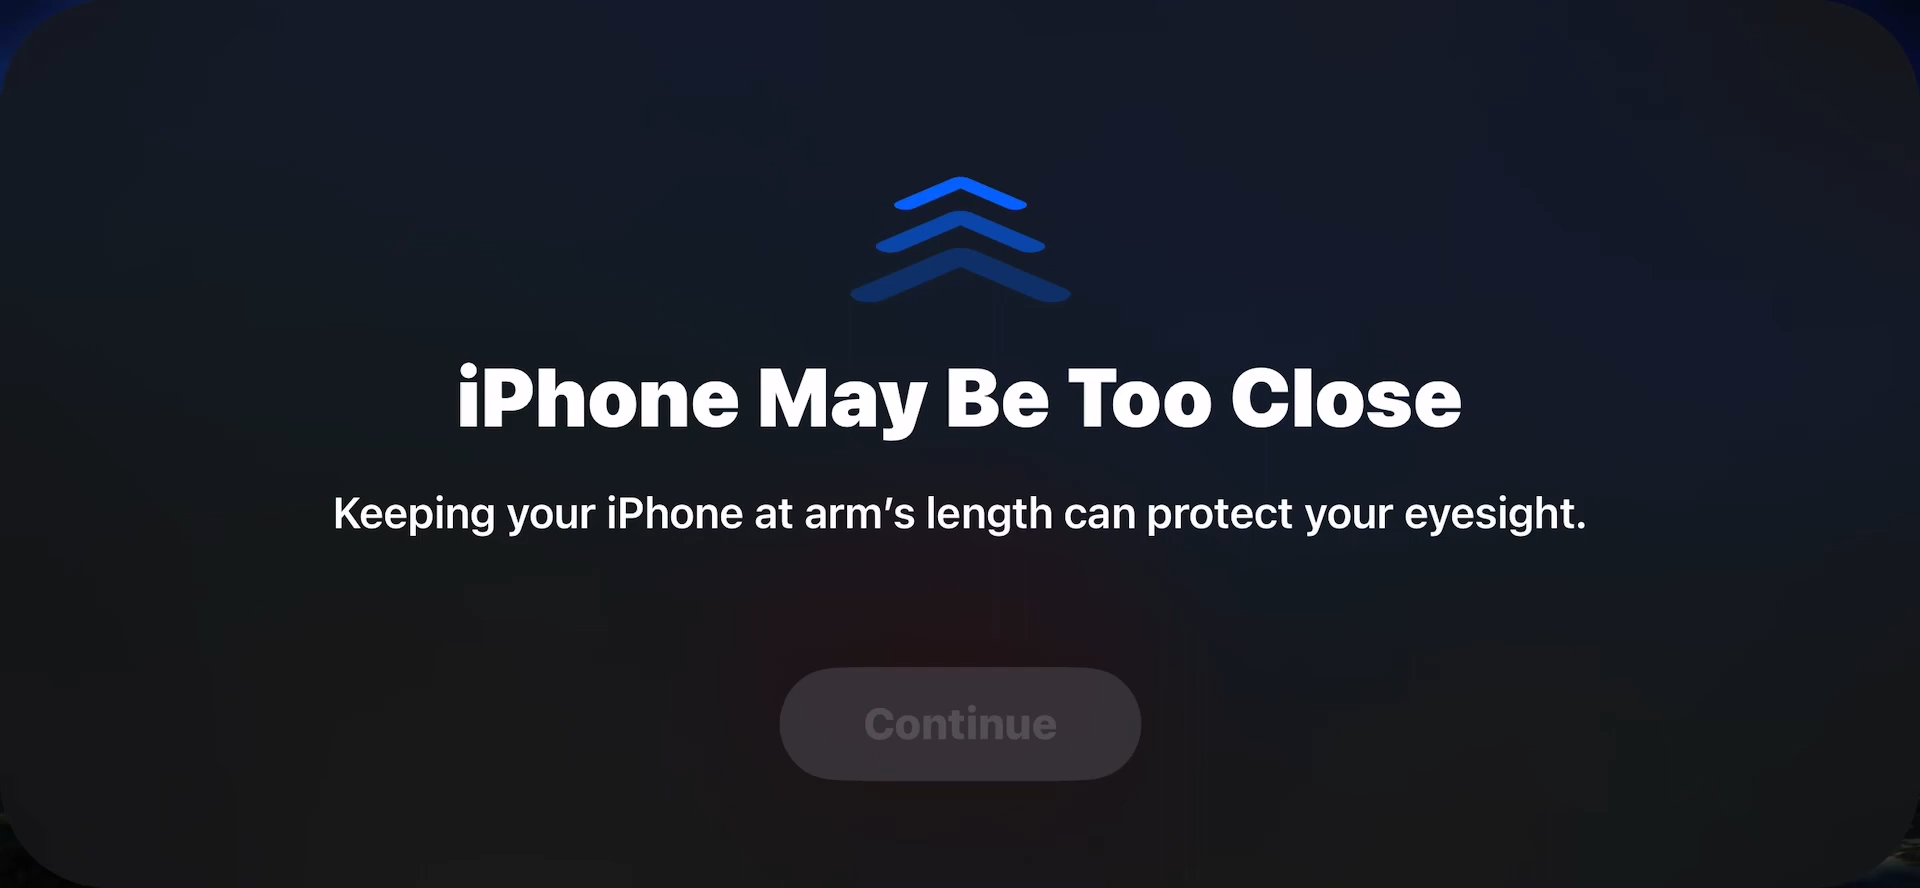 iPhone May Be Too Close
Keeping your iPhone at arm’s length can protect your eyesight.
Continue